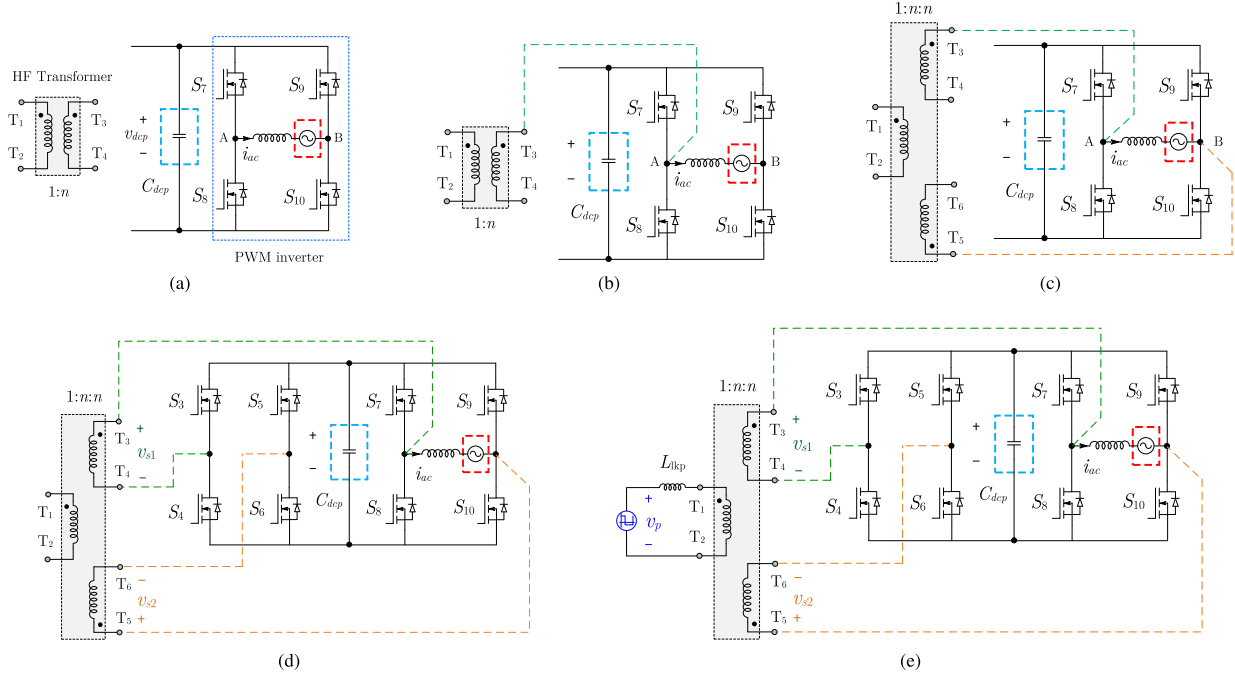 HF Transformer
T1
T2
T3
T4
1:n
+
vdcp
−
Cdcp
S7
S9
A
B
iac
S8
S10
PWM inverter
(a)
T1
T2
T3
T4
1:n
+
−
Cdcp
S7
S9
A
B
iac
S8
S10
(b)
1:n:n
T3
T4
T1
T2
T6
T5
+
−
Cdcp
S7
S9
A
B
iac
S8
S10
(c)
1:n:n
+
T3
vs1
T4
−
T1
T2
T6 −
vs2
T5 +
S3
S5
S7
S9
+
−
Cdcp
iac
S4
S6
S8
S10
(d)
1:n:n
+
T3
vs1
T4
−
Llkp
+
vp
−
T1
T2
T6 −
vs2
T5 +
S3
S5
S7
S9
+
−
Cdcp
iac
S4
S6
S8
S10
(e)